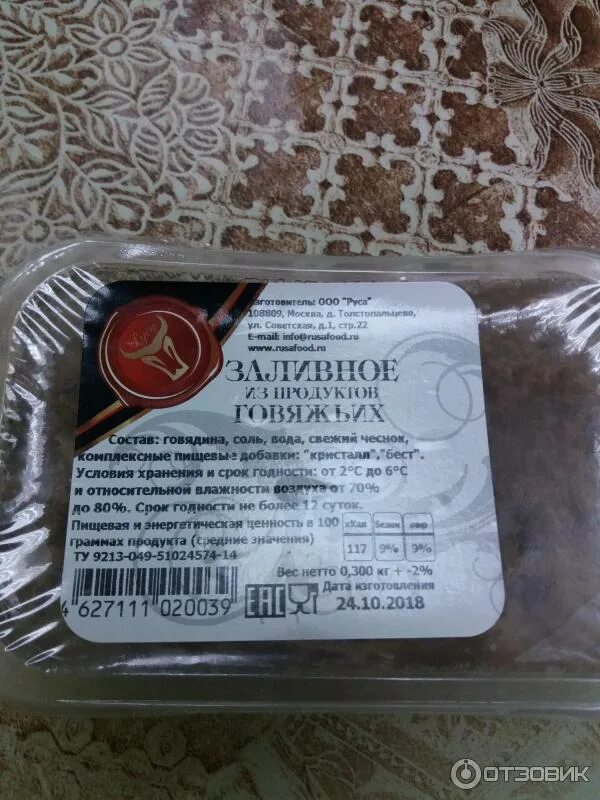 Изготовитель: ООО "Руса"
108809, Москва, д. Толстопальцево,
ул. Советская, д.1, стр.22
E-mail: info@rusafood.ru
www.rusafood.ru
Руса
ЗАЛИВНОЕ
ИЗ ПРОДУКТОВ
ГОВЯЖЬИХ
Состав: говядина, соль, вода, свежий чеснок,
комплексные пищевые добавки: "кристалл","бест".
Условия хранения и срок годности: от 2°С до 6°С
и относительной влажности воздуха от 70%
до 80%. Срок годности не более 12 суток.
Пищевая и энергетическая ценность в 100
граммах продукта (средние значения)
ТУ 9213-049-51024574-14
кКал белок жир
117 9% 9%
Вес нетто 0,300 кг + -2%
Дата изготовления
24.10.2018
4 627111 020039
EAC
ОТЗОВИК